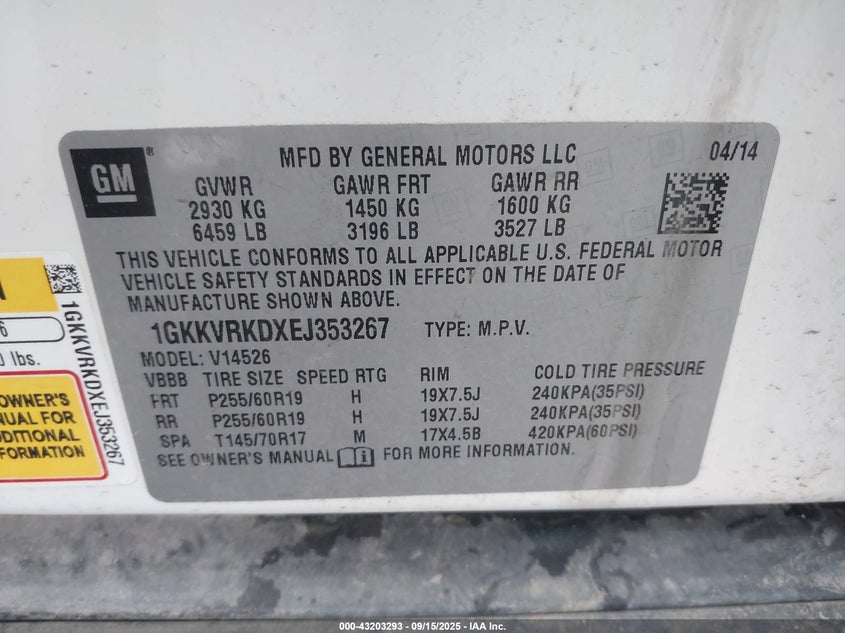 GM
MFD BY GENERAL MOTORS LLC 04/14
GVWR GAWR FRT GAWR RR
2930 KG 1450 KG 1600 KG
6459 LB 3196 LB 3527 LB
THIS VEHICLE CONFORMS TO ALL APPLICABLE U.S. FEDERAL MOTOR
VEHICLE SAFETY STANDARDS IN EFFECT ON THE DATE OF
MANUFACTURE SHOWN ABOVE.
1GKKVRKDXEJ353267 TYPE: M.P.V.
MODEL: V14526
VBBB TIRE SIZE SPEED RTG RIM COLD TIRE PRESSURE
FRT P255/60R19 H 19X7.5J 240KPA(35PSI)
RR P255/60R19 H 19X7.5J 240KPA(35PSI)
SPA T145/70R17 M 17X4.5B 420KPA(60PSI)
SEE OWNER'S MANUAL FOR MORE INFORMATION.
1GKKVRKDXEJ353267
6
lbs.
OWNER'S
MANUAL FOR
ADDITIONAL
INFORMATION
000-43203293 - 09/15/2025 - IAA Inc.